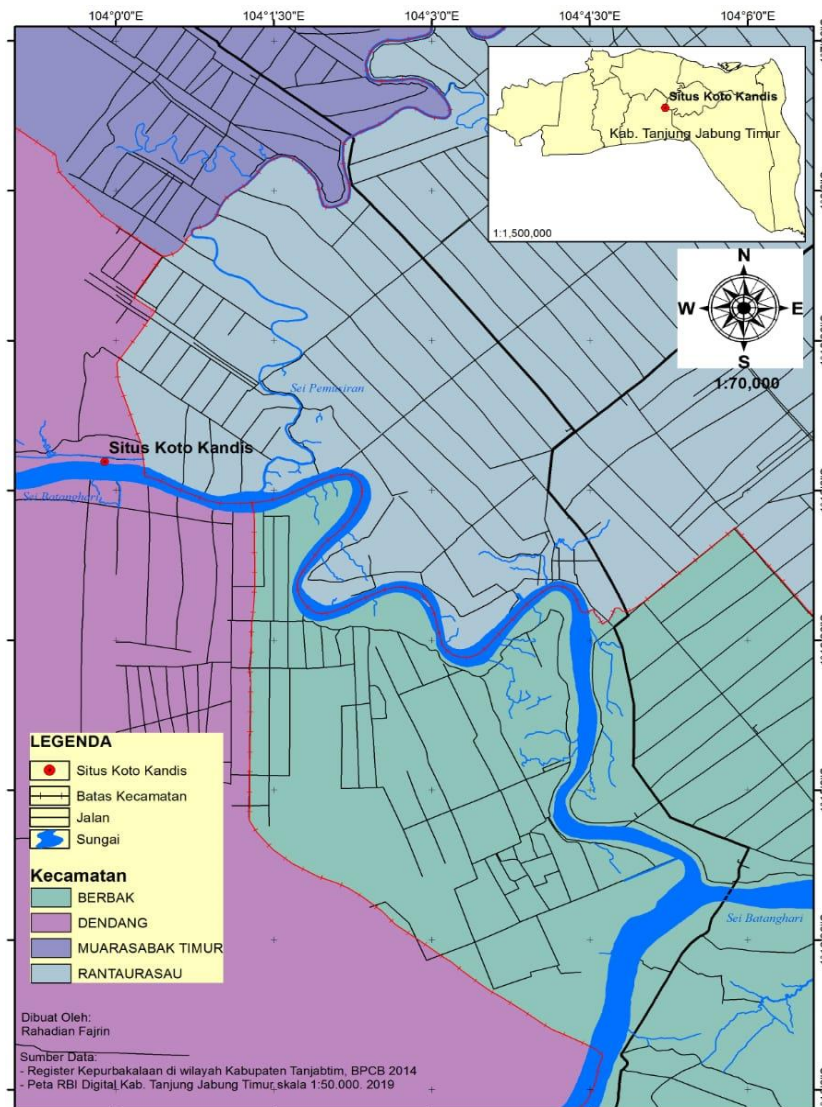 104°0'0"E 104°1'30"E 104°3'0"E 104°4'30"E 104°6'0"E
Situs Koto Kandis
Kab. Tanjung Jabung Timur
1:1,500,000
N
W E
S
1:70,000
Sei Pemusiran
Situs Koto Kandis
Sei Batanghari
LEGENDA
Situs Koto Kandis
Batas Kecamatan
Jalan
Sungai
Kecamatan
BERBAK
DENDANG
MUARASABAK TIMUR
RANTAURASAU
Sei Batanghari
Dibuat Oleh:
Rahadian Fajrin
Sumber Data:
- Register Kepurbakalaan di wilayah Kabupaten Tanjabtim, BPCB 2014
- Peta RBI Digital Kab. Tanjung Jabung Timur skala 1:50.000. 2019